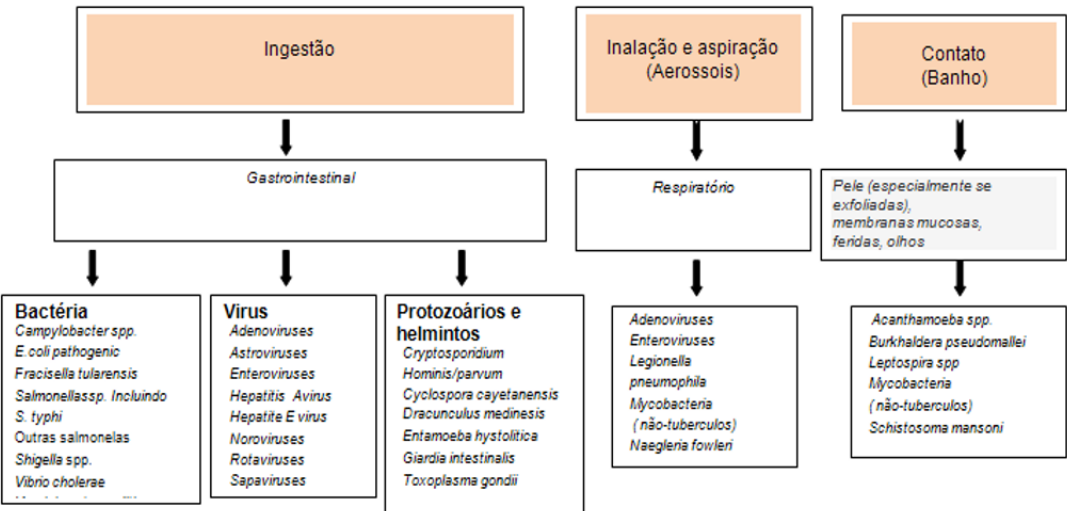 Ingestão
Inalação e aspiração
(Aerossois)
Contato
(Banho)
Gastrointestinal
Respiratório
Pele (especialmente se
exfoliadas),
membranas mucosas,
feridas, olhos
Bactéria
Campylobacter spp.
E.coli pathogenic
Fracisella tularensis
Salmonellassp. Incluindo
S. typhi
Outras salmonelas
Shigella spp.
Vibrio cholerae
Virus
Adenoviruses
Astroviruses
Enteroviruses
Hepatitis Avirus
Hepatite E virus
Noroviruses
Rotaviruses
Sapaviruses
Protozoários e
helmintos
Cryptosporidium
Hominis/parvum
Cyclospora cayetanensis
Dracunculus medinesis
Entamoeba hystolitica
Giardia intestinalis
Toxoplasma gondii
Adenoviruses
Enteroviruses
Legionella
pneumophila
Mycobacteria
( não-tuberculos)
Naegleria fowleri
Acanthamoeba spp.
Burkhaldera pseudomallei
Leptospira spp
Mycobacteria
( não-tuberculos)
Schistosoma mansoni